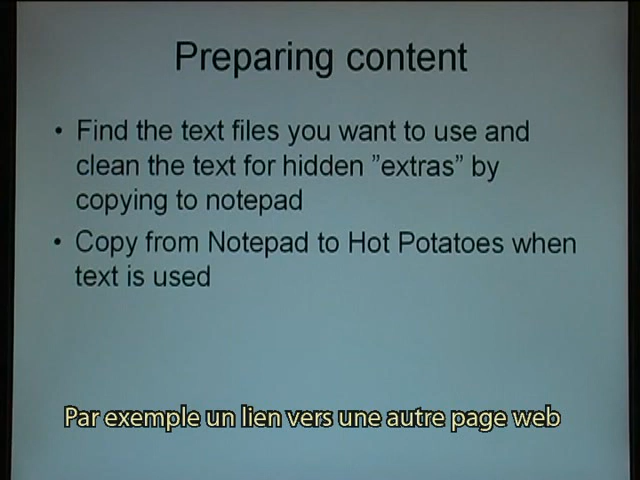 Preparing content
• Find the text files you want to use and
clean the text for hidden ”extras” by
copying to notepad
• Copy from Notepad to Hot Potatoes when
text is used
Par exemple un lien vers une autre page web